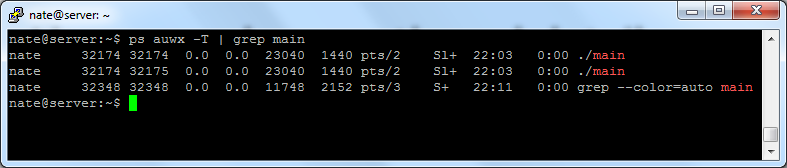 nate@server: ~
nate@server:~$ ps auwx -T | grep main
nate     32174 32174  0.0  0.0  23040  1440 pts/2    Sl+  22:03   0:00 ./main
nate     32174 32175  0.0  0.0  23040  1440 pts/2    Sl+  22:03   0:00 ./main
nate     32348 32348  0.0  0.0  11748  2152 pts/3    S+   22:11   0:00 grep --color=auto main
nate@server:~$